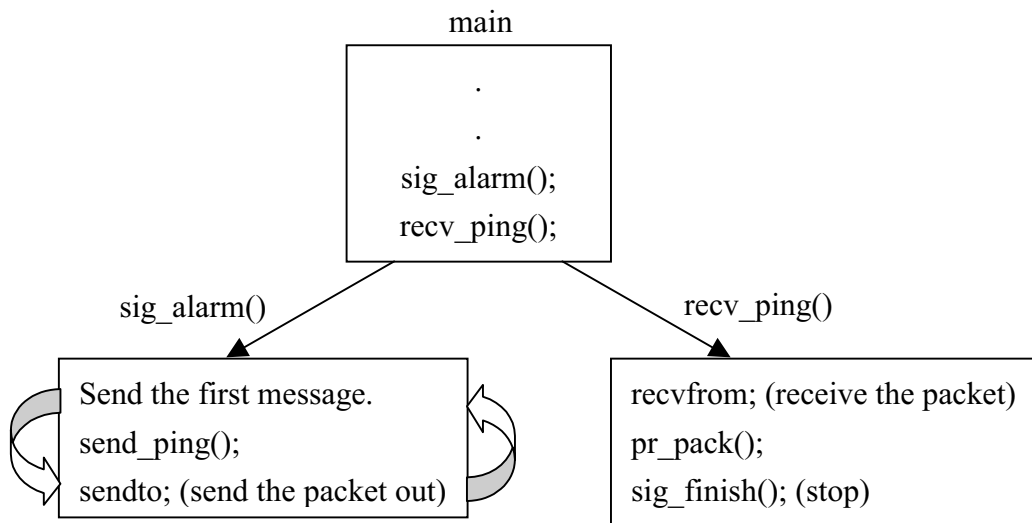 main
.
.
sig_alarm();
recv_ping();
sig_alarm()
recv_ping()
Send the first message.
send_ping();
sendto; (send the packet out)
recvfrom; (receive the packet)
pr_pack();
sig_finish(); (stop)